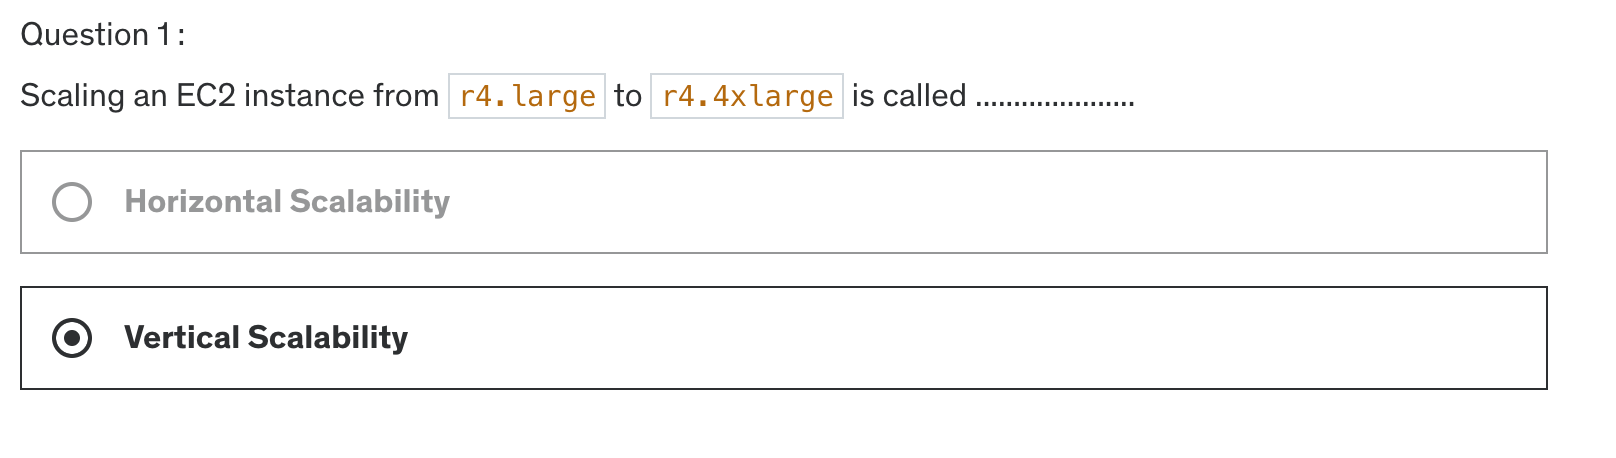 Question 1:
Scaling an EC2 instance from r4.large to r4.4xlarge is called .....................
Horizontal Scalability
Vertical Scalability